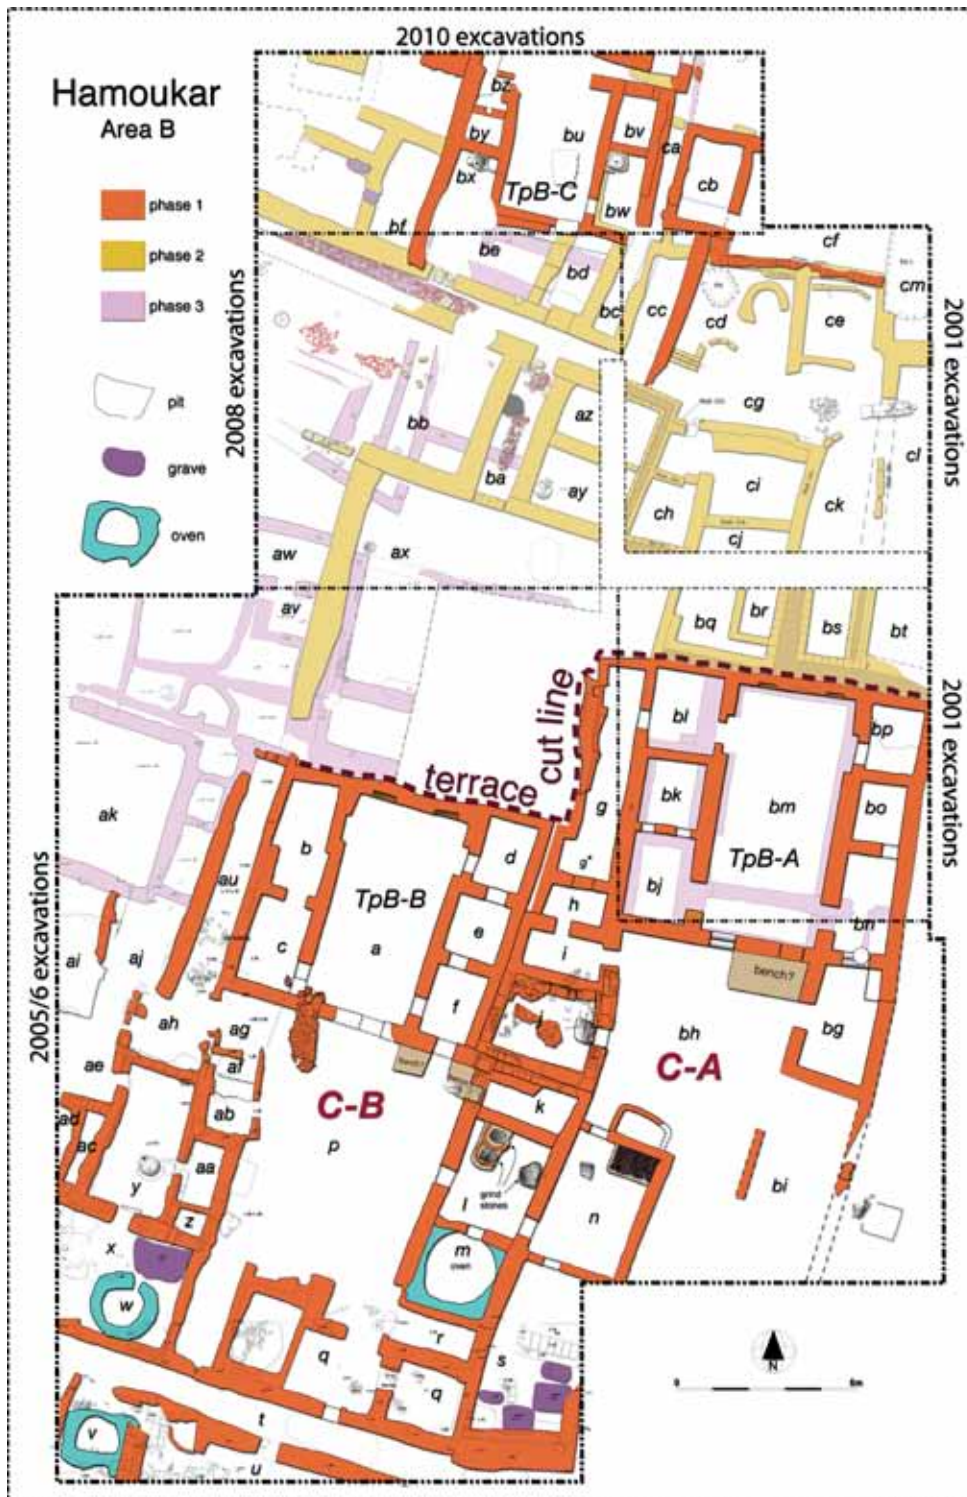 2010 excavations
Hamoukar
Area B
phase 1
phase 2
phase 3
pit
grave
oven
2008 excavations
2001 excavations
2001 excavations
2005/6 excavations
bz
by
bu
bv
ca
bx
TpB-C
bw
cb
bf
be
bd
bc
cc
cf
cm
cd
ce
cg
cl
az
bb
ba
ay
ch
ci
ck
cj
aw
ax
av
bq
br
bs
bt
terrace
cut line
bl
bp
bk
bm
bo
g
g*
TpB-A
bj
bn
ak
b
d
au
TpB-B
h
e
a
c
i
bench?
ai
aj
f
j
bh
bg
ah
ag
C-A
ae
af
bench?
C-B
ab
k
ad
ac
p
aa
y
grind
stones
l
n
bi
z
x
m
oven
w
r
q
s
q
t
v
u
N
0